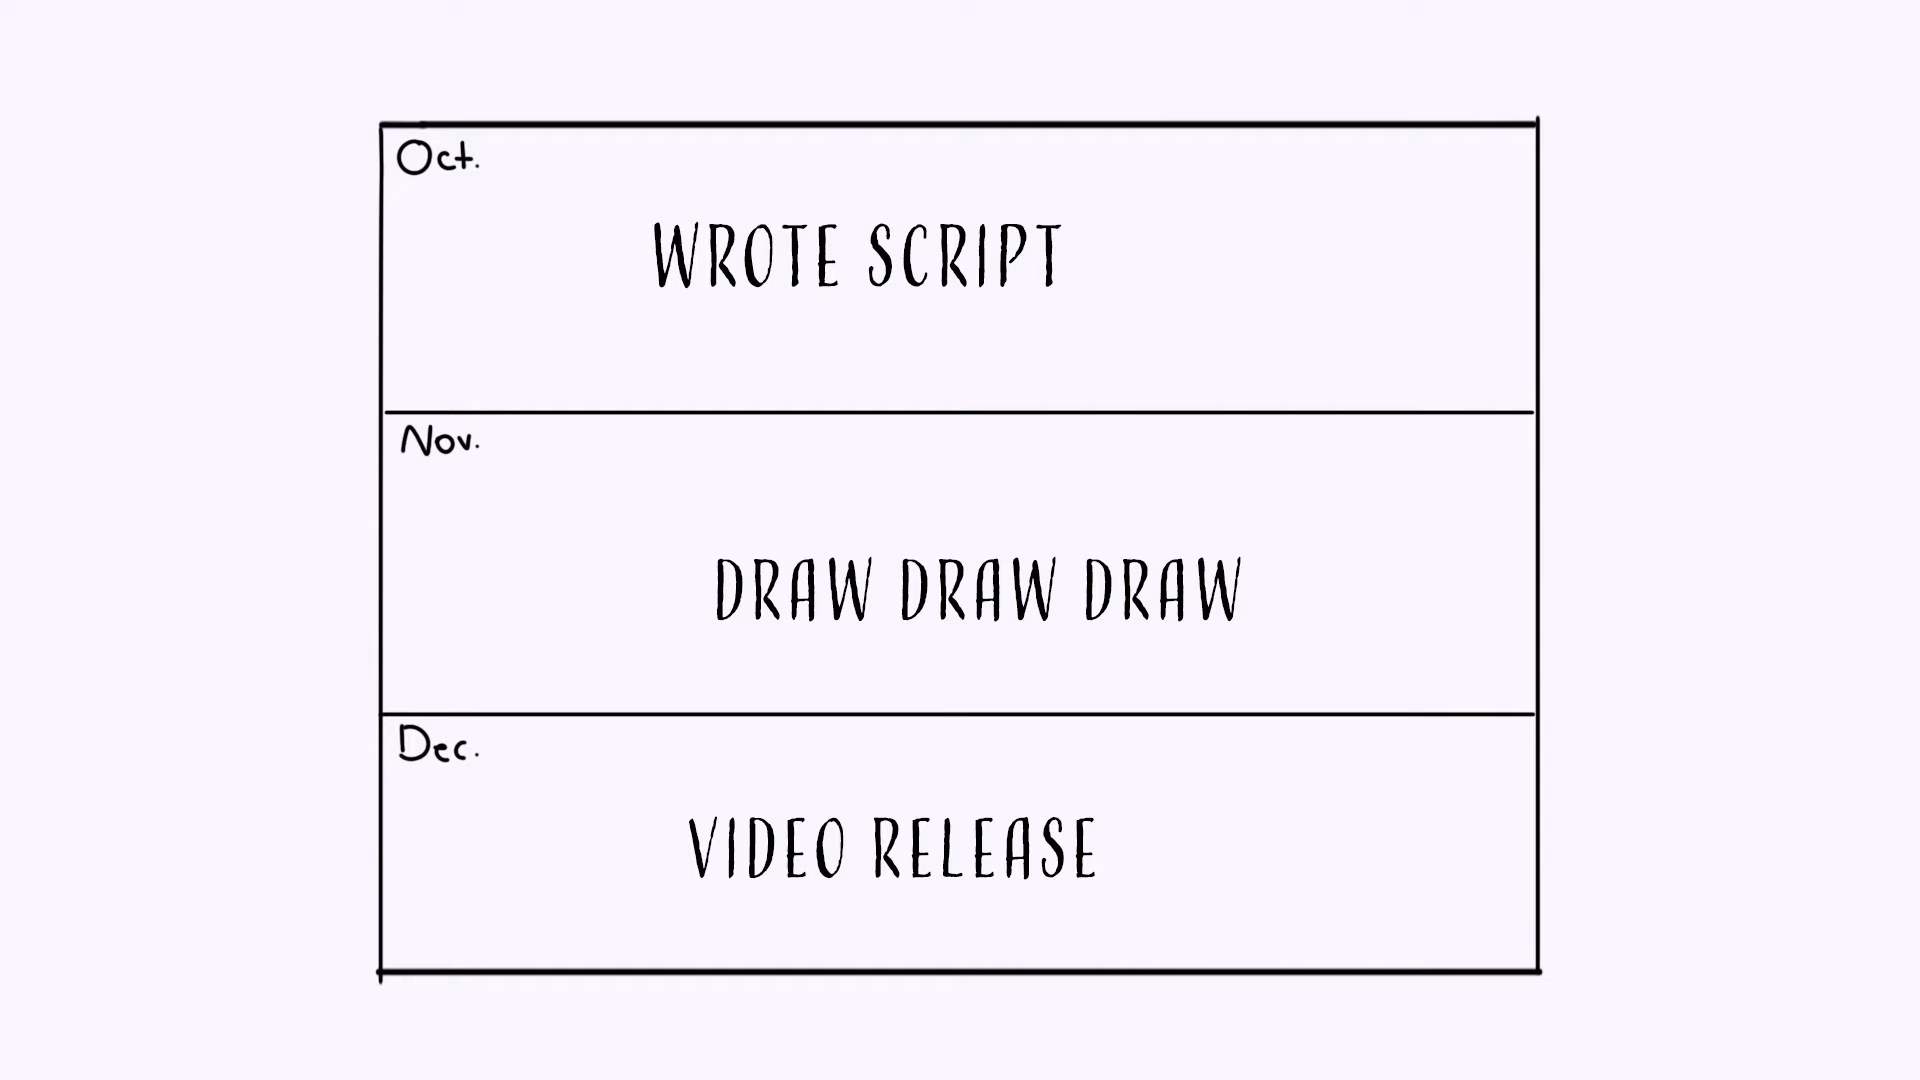 Oct.
WROTE SCRIPT
Nov.
DRAW DRAW DRAW
Dec.
VIDEO RELEASE